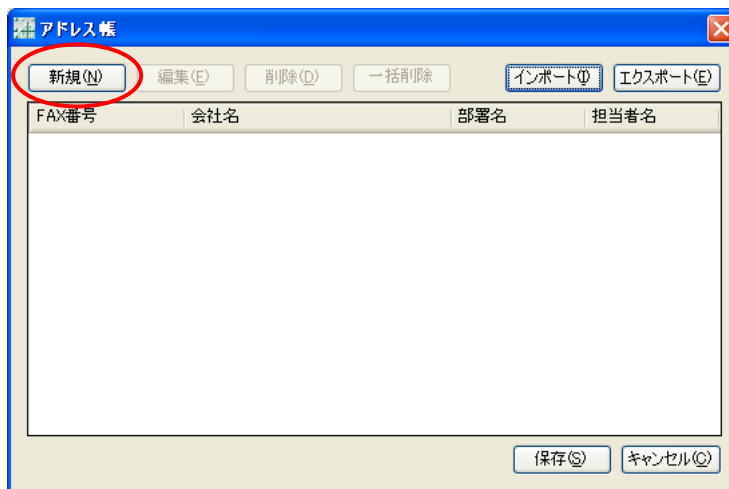 アドレス帳
新規(N) 編集(E) 削除(D) 一括削除 インポート(I) エクスポート(E)
FAX番号 会社名 部署名 担当者名
保存(S) キャンセル(C)